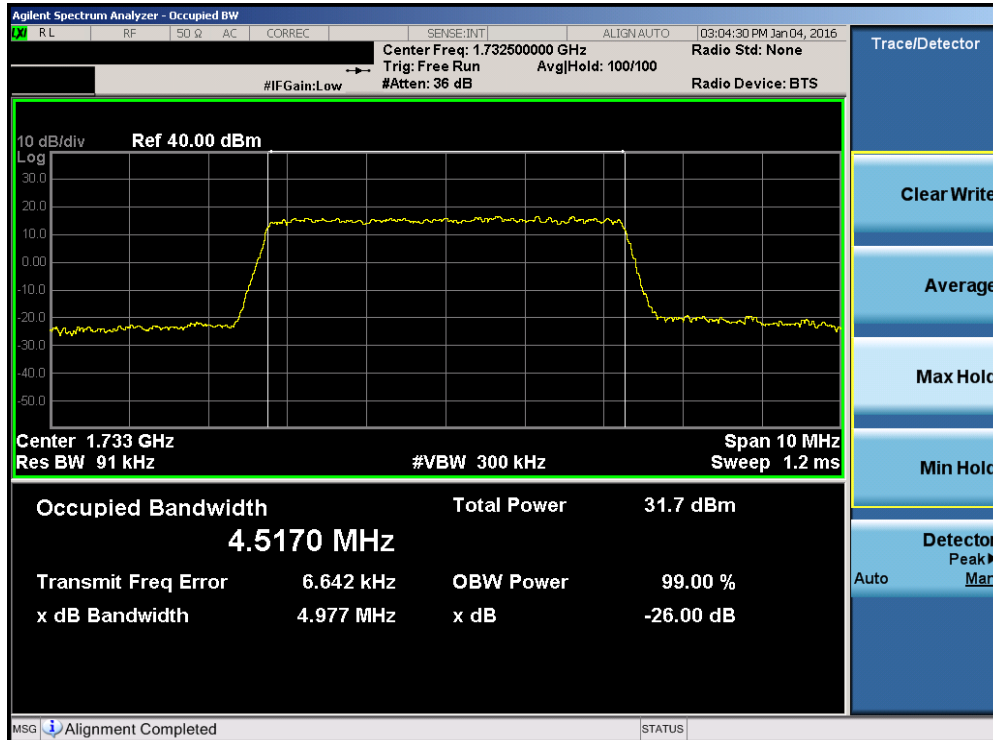 Agilent Spectrum Analyzer - Occupied BW
LXI RL RF 50 Ω AC CORREC SENSE:INT ALIGN AUTO 03:04:30 PM Jan 04, 2016
Center Freq: 1.732500000 GHz Radio Std: None
Trig: Free Run Avg|Hold: 100/100
#IFGain:Low #Atten: 36 dB Radio Device: BTS
10 dB/div Ref 40.00 dBm
Log
30.0
20.0
10.0
0.00
-10.0
-20.0
-30.0
-40.0
-50.0
Center 1.733 GHz Span 10 MHz
Res BW 91 kHz #VBW 300 kHz Sweep 1.2 ms
Occupied Bandwidth Total Power 31.7 dBm
4.5170 MHz
Transmit Freq Error 6.642 kHz OBW Power 99.00 %
x dB Bandwidth 4.977 MHz x dB -26.00 dB
Trace/Detector
Clear Write
Average
Max Hold
Min Hold
Detector
Peak▶
Auto Man
MSG Alignment Completed STATUS